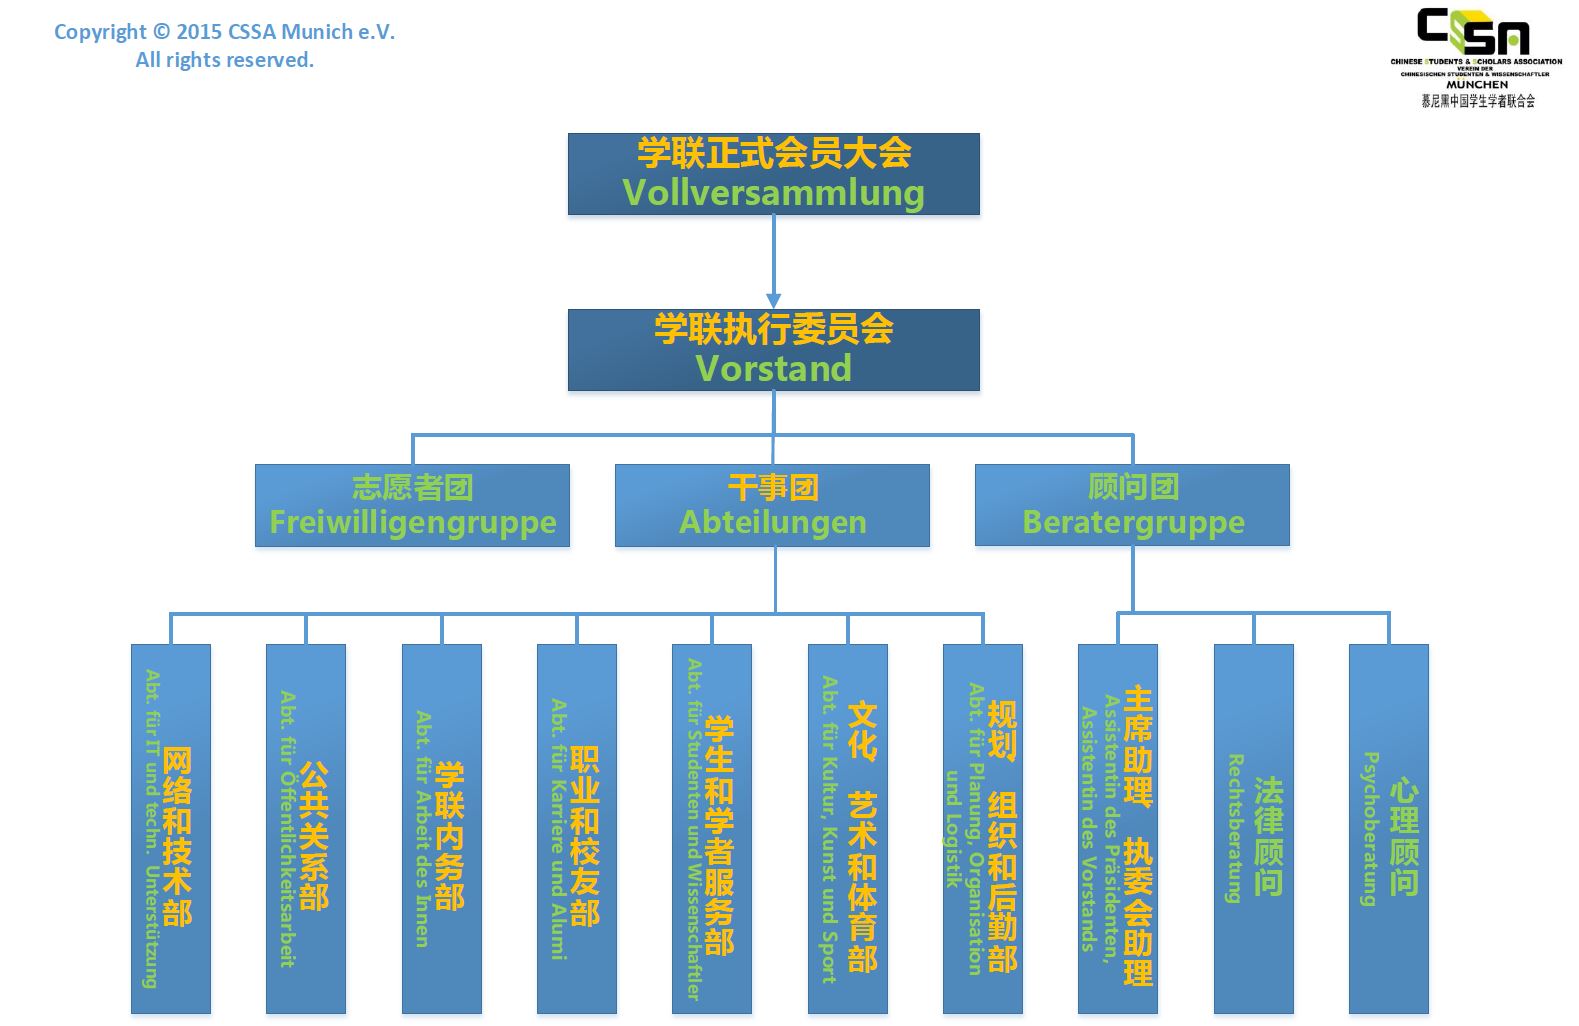 Copyright © 2015 CSSA Munich e.V.
All rights reserved.
CSSA
CHINESE STUDENTS & SCHOLARS ASSOCIATION
VEREIN DER
CHINESISCHEN STUDENTEN & WISSENSCHAFTLER
MÜNCHEN
慕尼黑中国学生学者联合会
学联正式会员大会
Vollversammlung
学联执行委员会
Vorstand
志愿者团
Freiwilligengruppe
干事团
Abteilungen
顾问团
Beratergruppe
网络和技术部
Abt. für IT und techn. Unterstützung
公共关系部
Abt. für Öffentlichkeitsarbeit
学联内务部
Abt. für Arbeit des Innen
职业和校友部
Abt. für Karriere und Alumi
学生和学者服务部
Abt. für Studenten und Wissenschaftler
文化、艺术和体育部
Abt. für Kultur, Kunst und Sport
规划、组织和后勤部
Abt. für Planung, Organisation
und Logistik
主席助理、执委会助理
Assistentin des Präsidenten,
Assistentin des Vorstands
法律顾问
Rechtsberatung
心理顾问
Psychoberatung